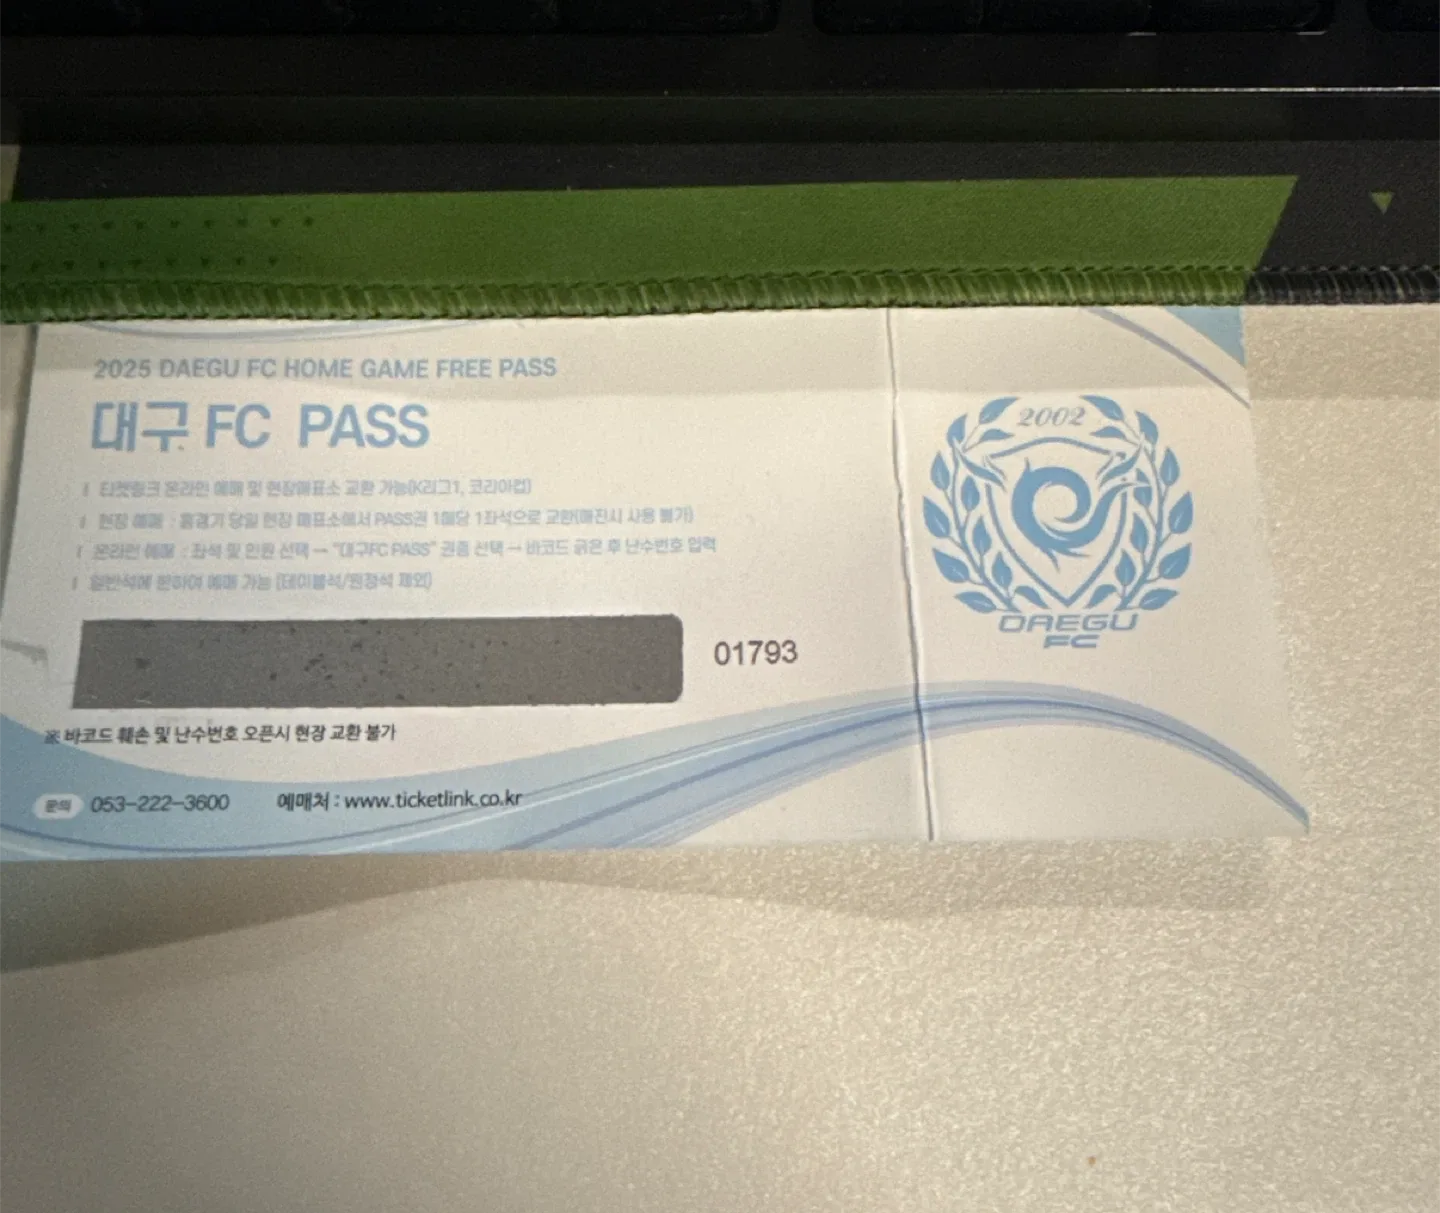 2025 DAEGU FC HOME GAME FREE PASS
대구 FC PASS
티켓링크 온라인 예매 및 현장매표소 교환 가능(K리그1, 코리아컵)
현장 예매 : 홈경기 당일 현장 매표소에서 PASS권 1매당 1좌석으로 교환(매진시 사용 불가)
온라인 예매 : 좌석 및 인원 선택 → "대구FC PASS" 권종 선택 → 바코드 긁은 후 난수번호 입력
일반석에 한하여 예매 가능 (테이블석/원정석 제외)
01793
※ 바코드 훼손 및 난수번호 오픈시 현장 교환 불가
문의 053-222-3600 예매처 : www.ticketlink.co.kr
2002
DAEGU
FC